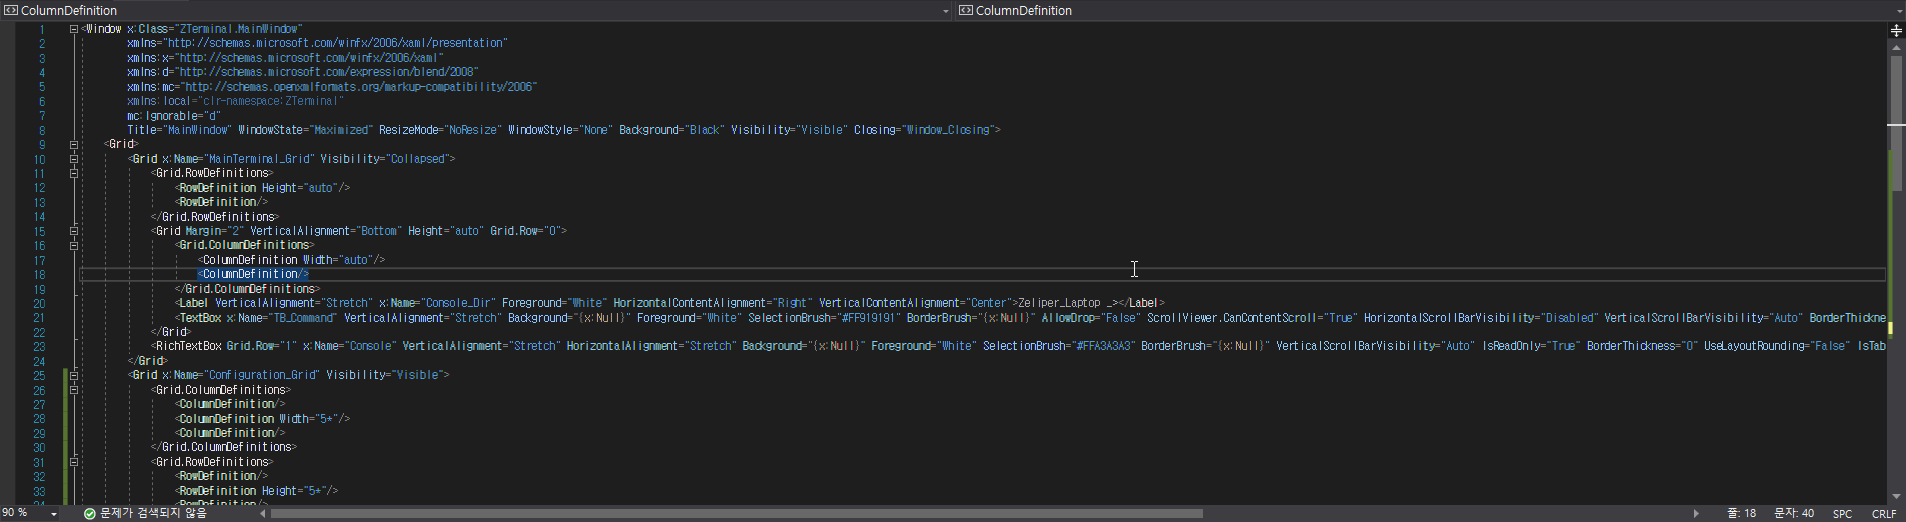 ColumnDefinition ColumnDefinition
1 <Window x:Class="ZTerminal.MainWindow"
2 xmlns="http://schemas.microsoft.com/winfx/2006/xaml/presentation"
3 xmlns:x="http://schemas.microsoft.com/winfx/2006/xaml"
4 xmlns:d="http://schemas.microsoft.com/expression/blend/2008"
5 xmlns:mc="http://schemas.openxmlformats.org/markup-compatibility/2006"
6 xmlns:local="clr-namespace:ZTerminal"
7 mc:Ignorable="d"
8 Title="MainWindow" WindowState="Maximized" ResizeMode="NoResize" WindowStyle="None" Background="Black" Visibility="Visible" Closing="Window_Closing">
9 <Grid>
10 <Grid x:Name="MainTerminal_Grid" Visibility="Collapsed">
11 <Grid.RowDefinitions>
12 <RowDefinition Height="auto"/>
13 <RowDefinition/>
14 </Grid.RowDefinitions>
15 <Grid Margin="2" VerticalAlignment="Bottom" Height="auto" Grid.Row="0">
16 <Grid.ColumnDefinitions>
17 <ColumnDefinition Width="auto"/>
18 <ColumnDefinition/>
19 </Grid.ColumnDefinitions>
20 <Label VerticalAlignment="Stretch" x:Name="Console_Dir" Foreground="White" HorizontalContentAlignment="Right" VerticalContentAlignment="Center">Zeliper_Laptop _></Label>
21 <TextBox x:Name="TB_Command" VerticalAlignment="Stretch" Background="{x:Null}" Foreground="White" SelectionBrush="#FF919191" BorderBrush="{x:Null}" AllowDrop="False" ScrollViewer.CanContentScroll="True" HorizontalScrollBarVisibility="Disabled" VerticalScrollBarVisibility="Auto" BorderThickne
22 </Grid>
23 <RichTextBox Grid.Row="1" x:Name="Console" VerticalAlignment="Stretch" HorizontalAlignment="Stretch" Background="{x:Null}" Foreground="White" SelectionBrush="#FFA3A3A3" BorderBrush="{x:Null}" VerticalScrollBarVisibility="Auto" IsReadOnly="True" BorderThickness="0" UseLayoutRounding="False" IsTab
24 </Grid>
25 <Grid x:Name="Configuration_Grid" Visibility="Visible">
26 <Grid.ColumnDefinitions>
27 <ColumnDefinition/>
28 <ColumnDefinition Width="5*"/>
29 <ColumnDefinition/>
30 </Grid.ColumnDefinitions>
31 <Grid.RowDefinitions>
32 <RowDefinition/>
33 <RowDefinition Height="5*"/>
34 <RowDefinition/>
90 % 문제가 검색되지 않음 줄: 18 문자: 40 SPC CRLF